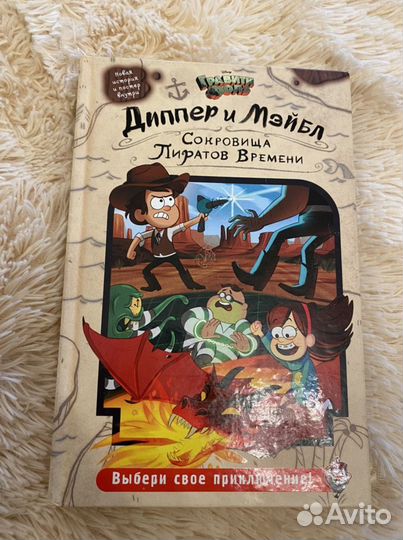 новая
история
и постер
внутри
Гравити
Фолз
Диппер и Мэйбл
Сокровища
Пиратов Времени
Выбери свое приключение!
Avito